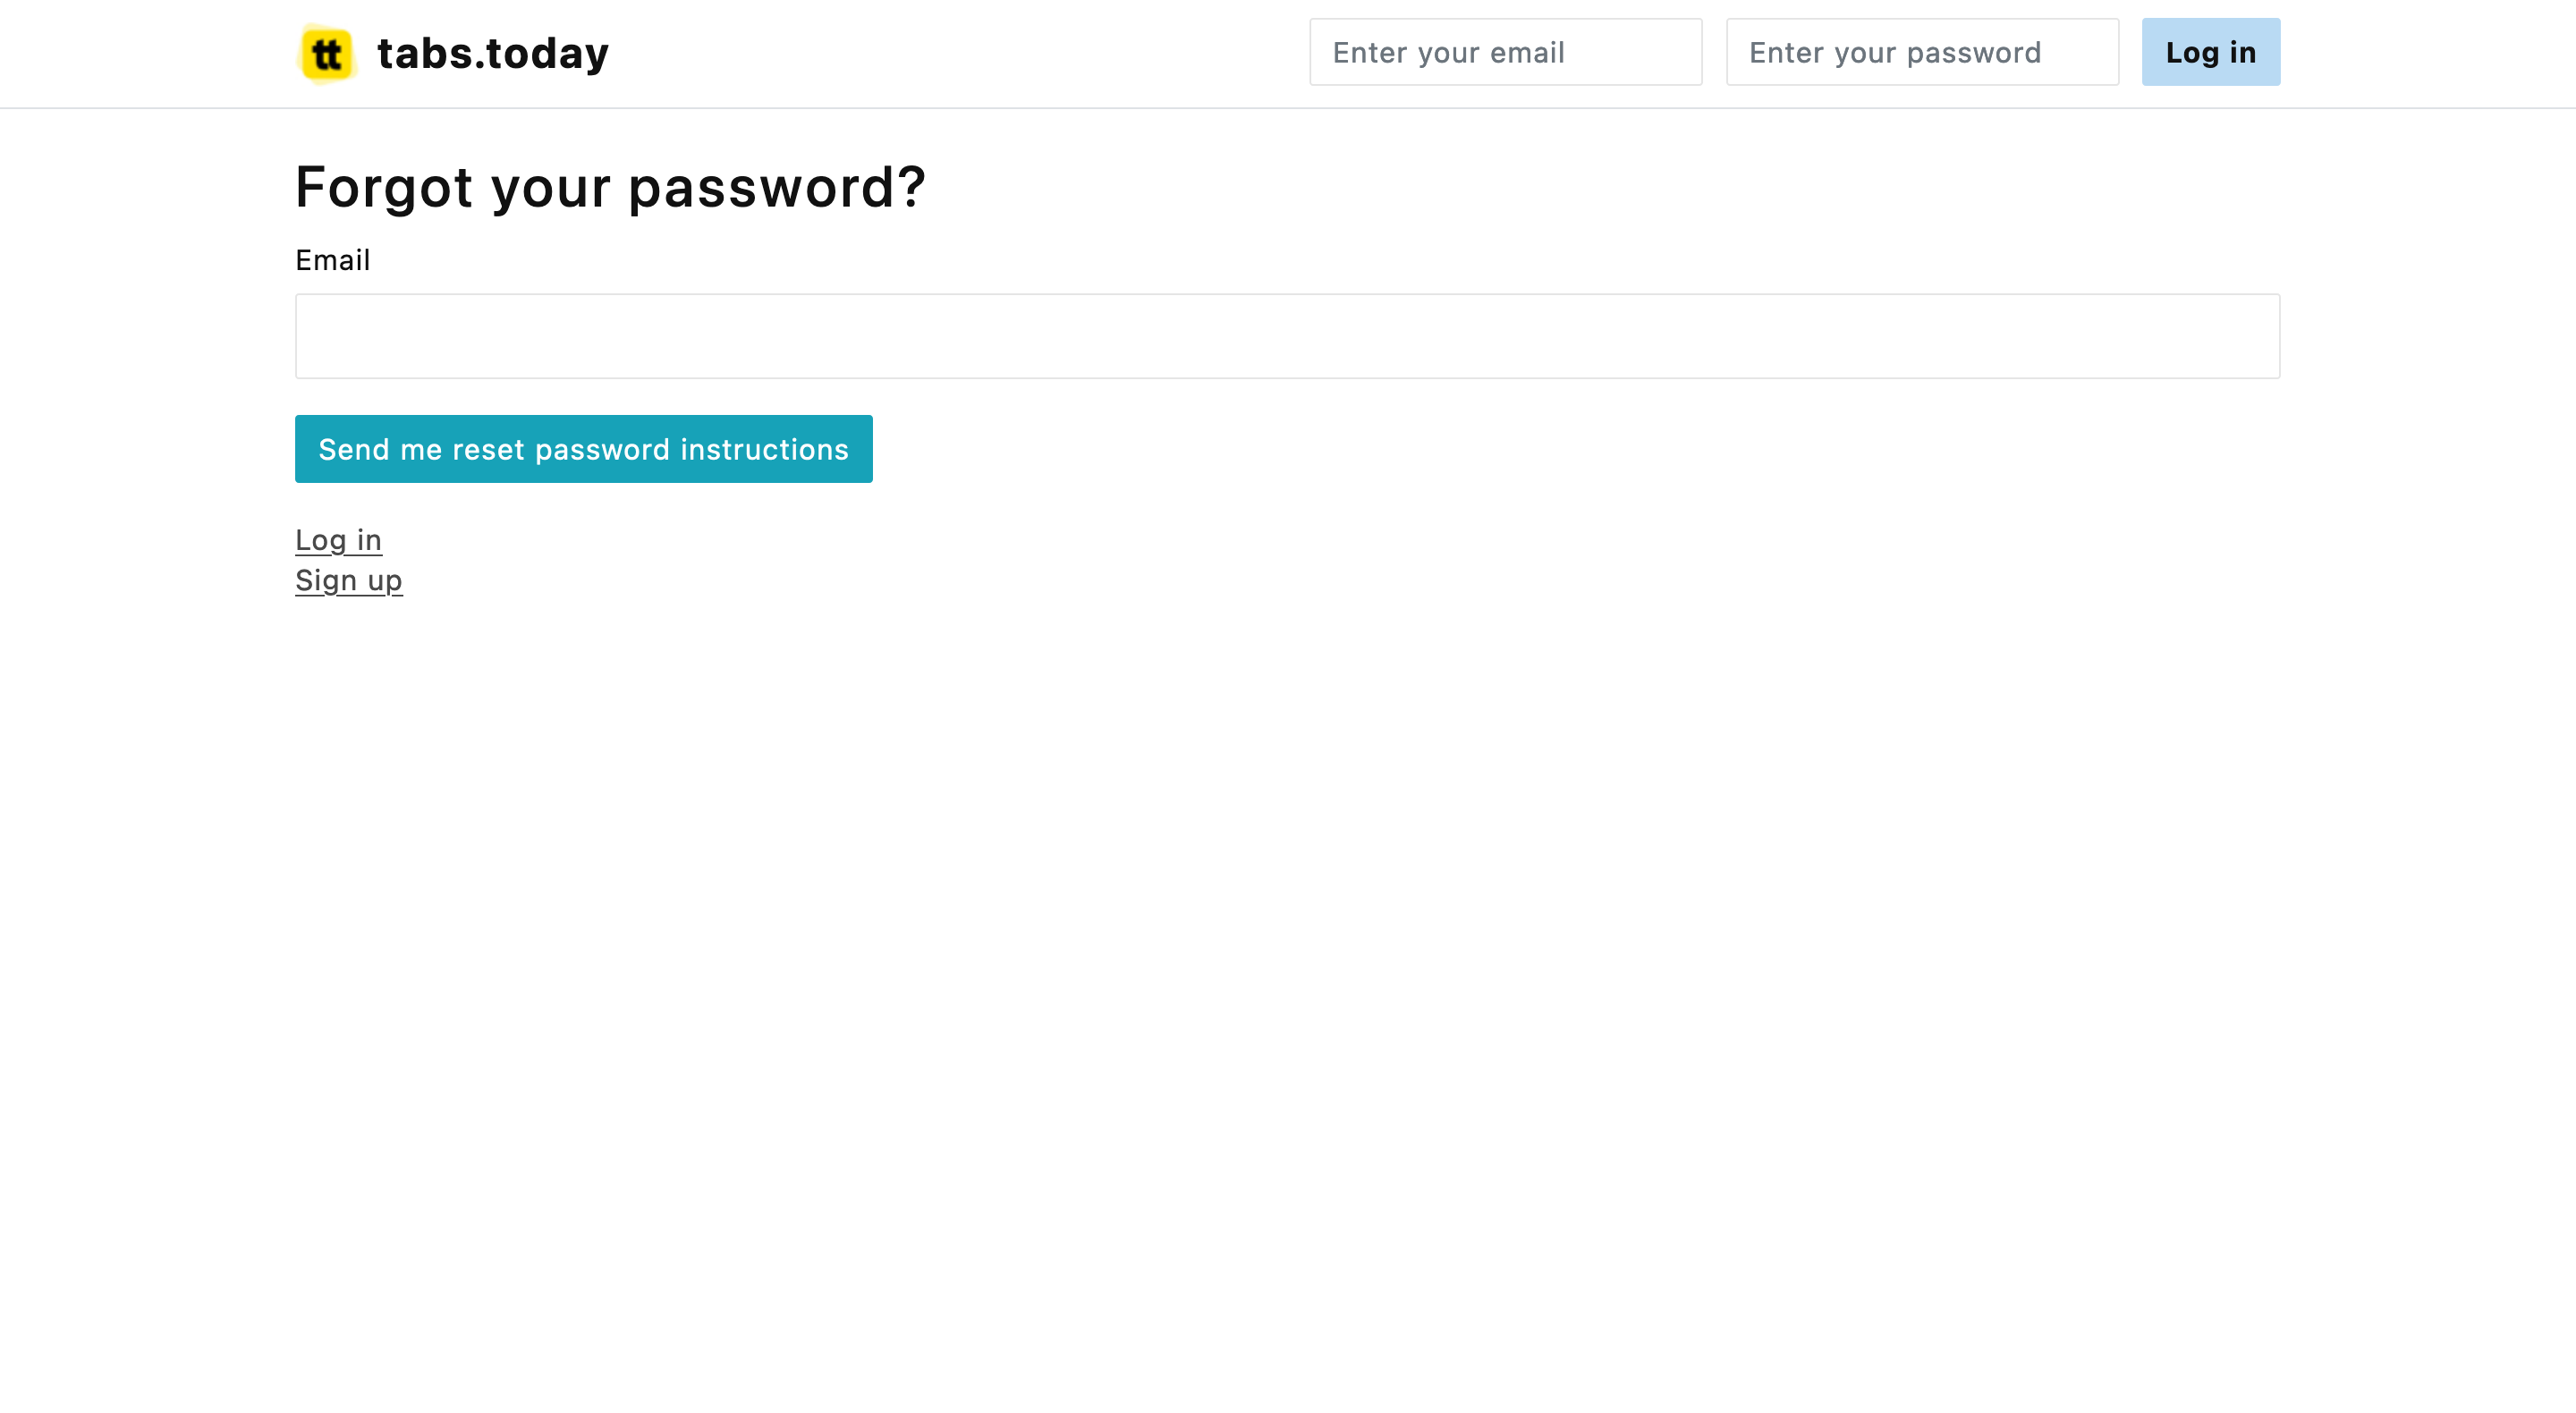 tt tabs.today Enter your email Enter your password Log in
Forgot your password?
Email
Send me reset password instructions
Log in
Sign up